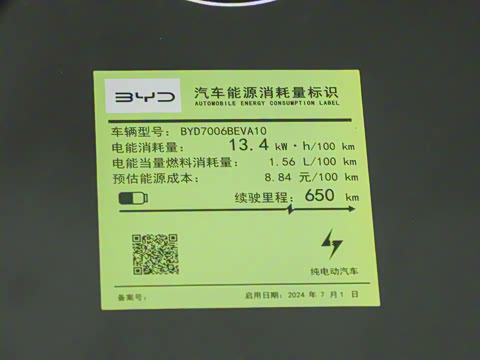 BYD
汽车能源消耗量标识
AUTOMOBILE ENERGY CONSUMPTION LABEL
车辆型号: BYD7006BEVA10
电能消耗量: 13.4 kW·h/100 km
电能当量燃料消耗量: 1.56 L/100 km
预估能源成本: 8.84 元/100 km
续驶里程: 650 km
纯电动汽车
备案号:
启用日期: 2024 年 7 月 1 日